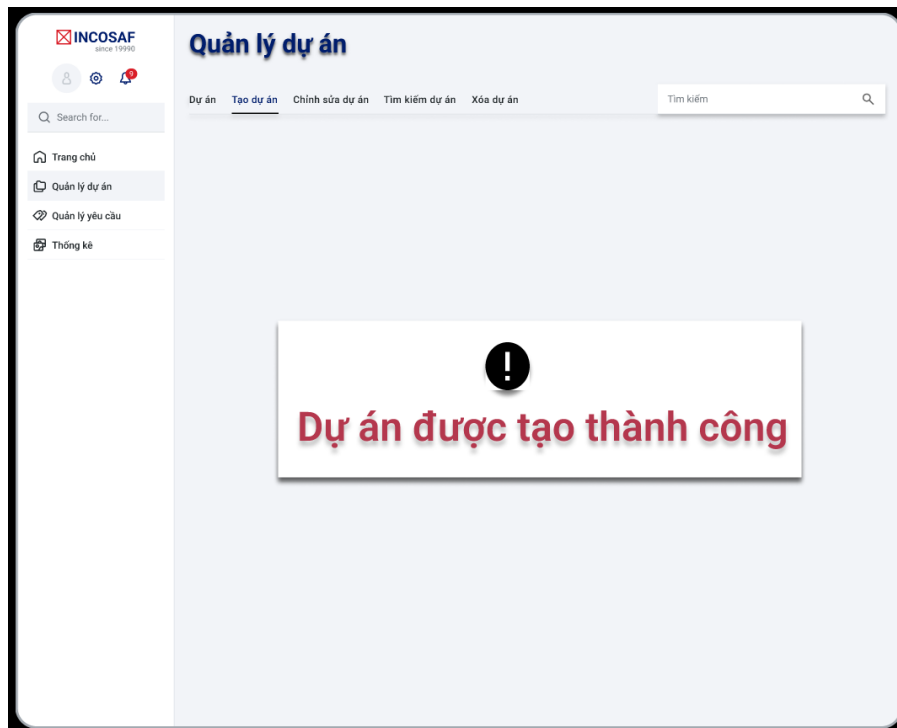 INCOSAF
since 19990
9
Search for...
Trang chủ
Quản lý dự án
Quản lý yêu cầu
Thống kê
Quản lý dự án
Dự án Tạo dự án Chỉnh sửa dự án Tìm kiếm dự án Xóa dự án
Tìm kiếm
Dự án được tạo thành công